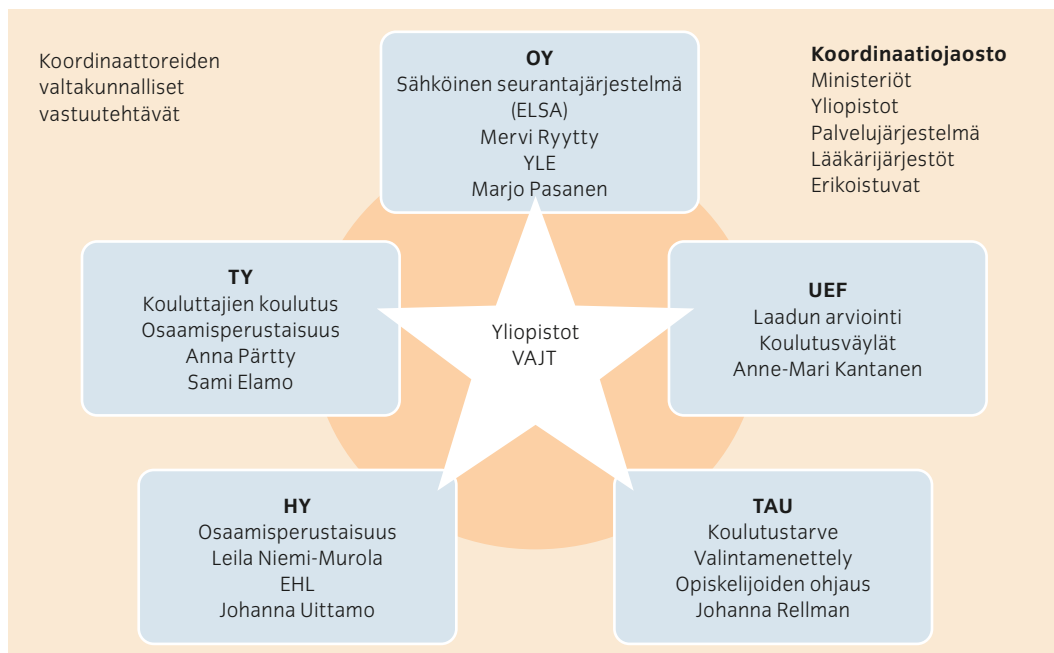 Koordinaattoreiden
valtakunnalliset
vastuutehtävät
OY
Sähköinen seurantajärjestelmä
(ELSA)
Mervi Ryytty
YLE
Marjo Pasanen
Koordinaatiojaosto
Ministeriöt
Yliopistot
Palvelujärjestelmä
Lääkärijärjestöt
Erikoistuvat
TY
Kouluttajien koulutus
Osaamisperustaisuus
Anna Pärtty
Sami Elamo
Yliopistot
VAJT
UEF
Laadun arviointi
Koulutusväylät
Anne-Mari Kantanen
HY
Osaamisperustaisuus
Leila Niemi-Murola
EHL
Johanna Uittamo
TAU
Koulutustarve
Valintamenettely
Opiskelijoiden ohjaus
Johanna Rellman